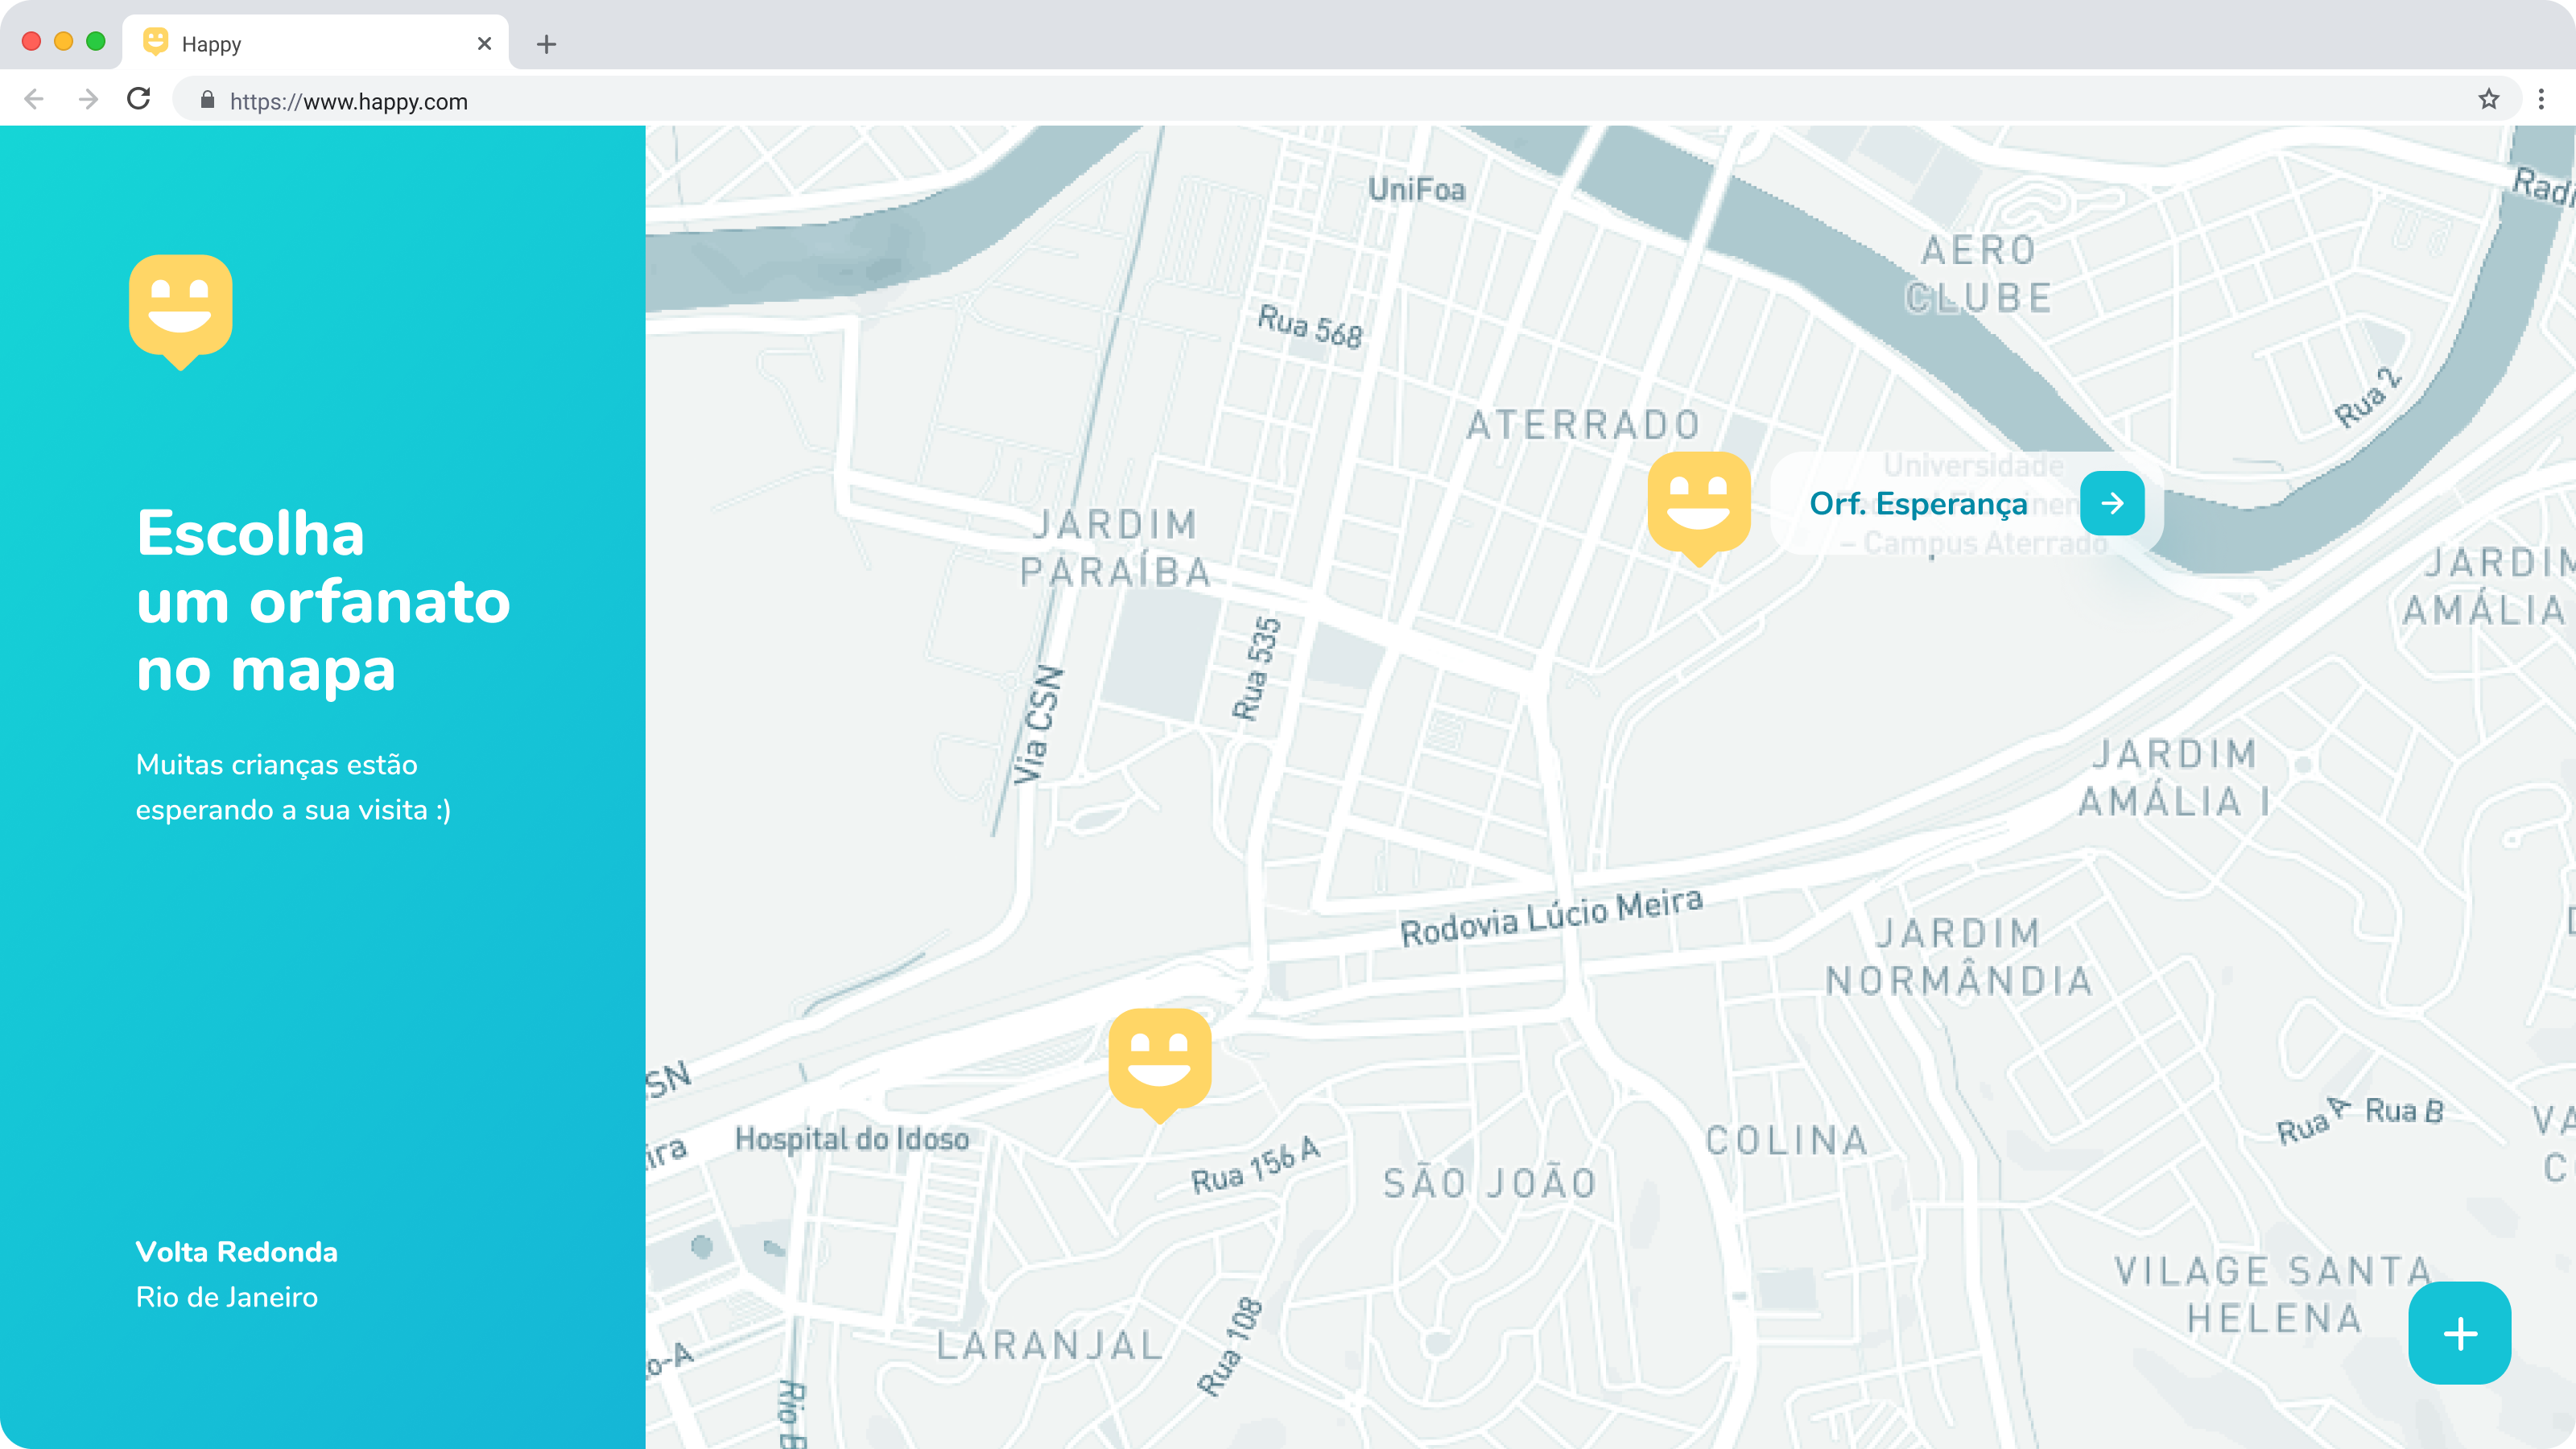 Happy
https://www.happy.com
Escolha
um orfanato
no mapa
Muitas crianças estão
esperando a sua visita :)
Volta Redonda
Rio de Janeiro
UniFoa
AERO
CLUBE
Rua 568
Rua 2
ATERRADO
Universidade
Orf. Esperança
– Campus Aterrado
JARDIM
PARAÍBA
JARDIM
AMÁLIA
Rua 535
Via CSN
JARDIM
AMÁLIA I
Rodovia Lúcio Meira
JARDIM
NORMÂNDIA
Hospital do Idoso
Rua 156 A
SÃO JOÃO
COLINA
Rua A
Rua B
VILAGE SANTA
HELENA
LARANJAL
Rua 108